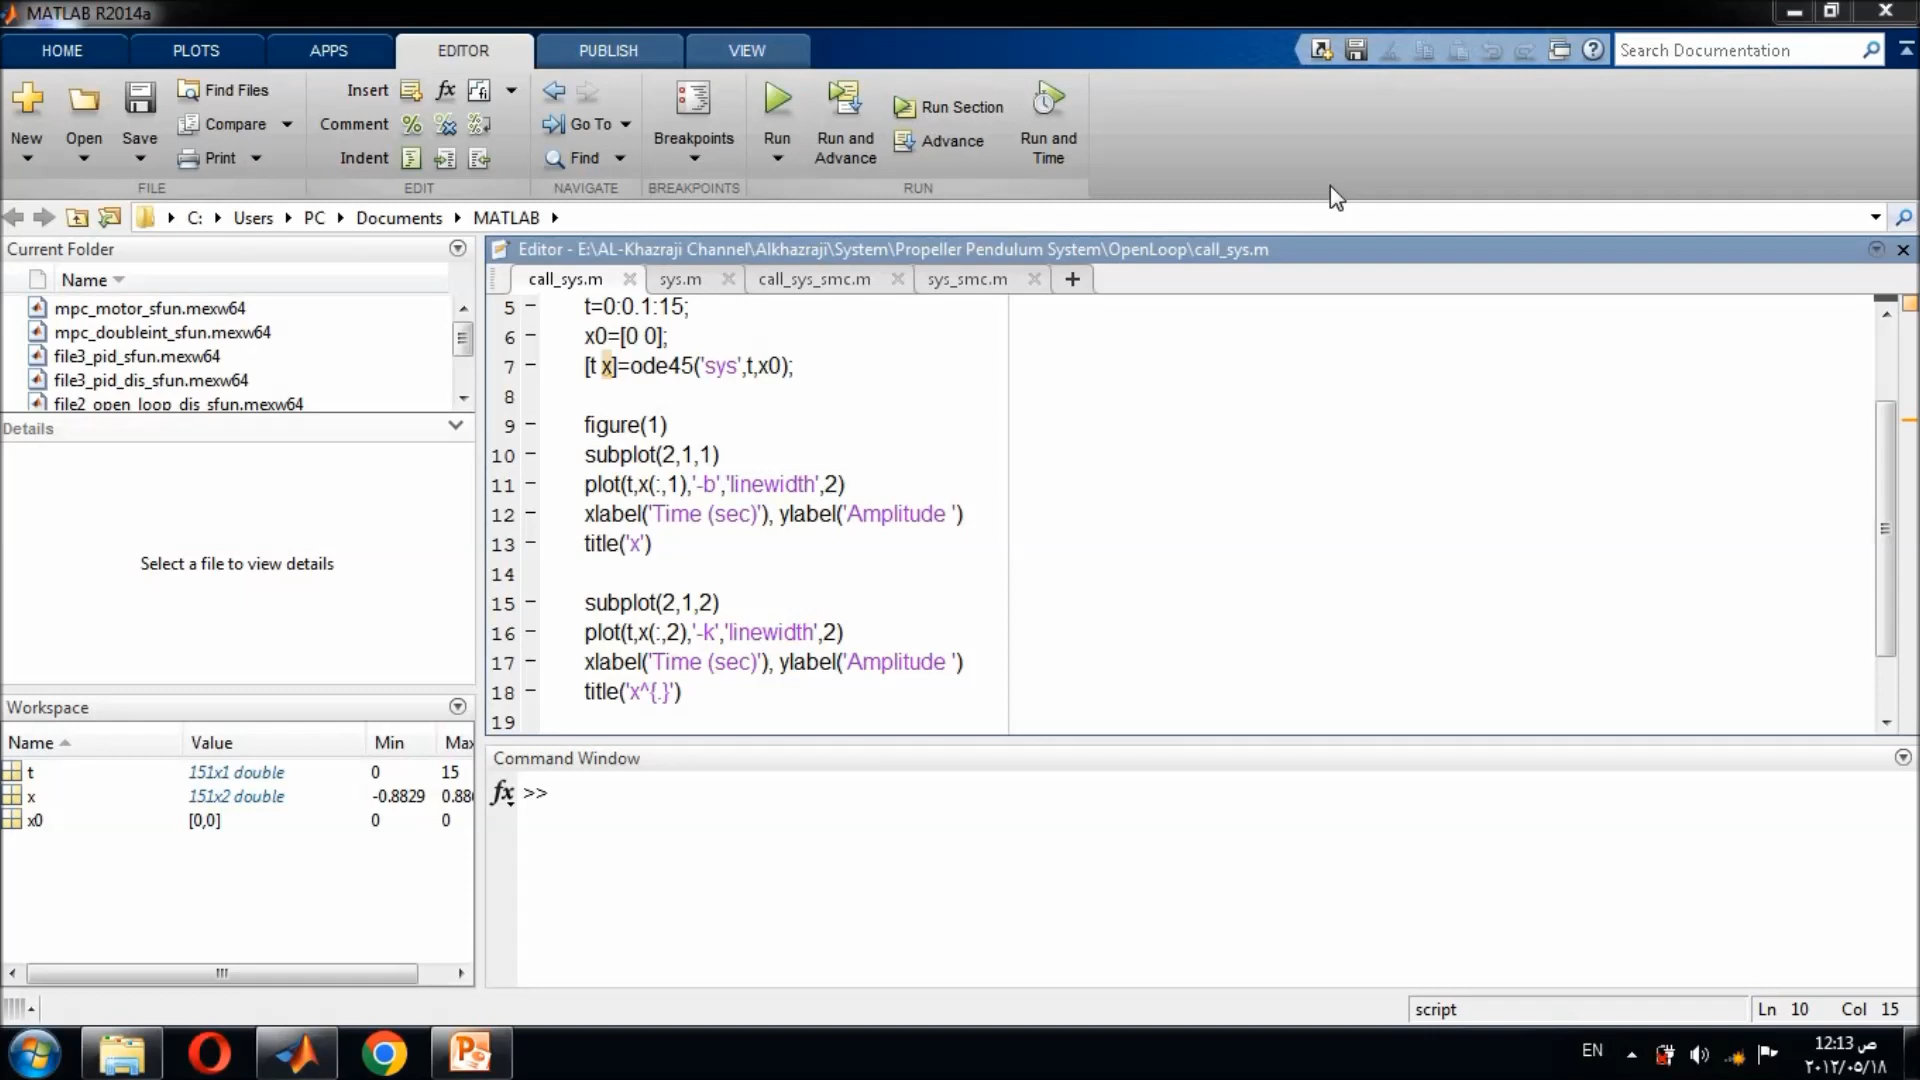 MATLAB R2014a
HOME PLOTS APPS EDITOR PUBLISH VIEW Search Documentation
New Open Save Find Files Compare Print
Insert Comment Indent
Go To Find
Breakpoints
Run Run and Advance Run Section Advance Run and Time
FILE EDIT NAVIGATE BREAKPOINTS RUN
C: Users PC Documents MATLAB
Current Folder
Name
mpc_motor_sfun.mexw64
mpc_doubleint_sfun.mexw64
file3_pid_sfun.mexw64
file3_pid_dis_sfun.mexw64
file2_open_loop_dis_sfun.mexw64
Details
Select a file to view details
Workspace
Name Value Min Max
t 151x1 double 0 15
x 151x2 double -0.8829 0.88
x0 [0,0] 0 0
Editor - E:\AL-Khazraji Channel\Alkhazraji\System\Propeller Pendulum System\OpenLoop\call_sys.m
call_sys.m sys.m call_sys_smc.m sys_smc.m +
5 – t=0:0.1:15;
6 – x0=[0 0];
7 – [t x]=ode45('sys',t,x0);
8
9 – figure(1)
10 – subplot(2,1,1)
11 – plot(t,x(:,1),'-b','linewidth',2)
12 – xlabel('Time (sec)'), ylabel('Amplitude ')
13 – title('x')
14
15 – subplot(2,1,2)
16 – plot(t,x(:,2),'-k','linewidth',2)
17 – xlabel('Time (sec)'), ylabel('Amplitude ')
18 – title('x^{.}')
19
Command Window
fx >>
script Ln 10 Col 15
EN
12:13 ص
٢٠١٢/٠٥/١٨